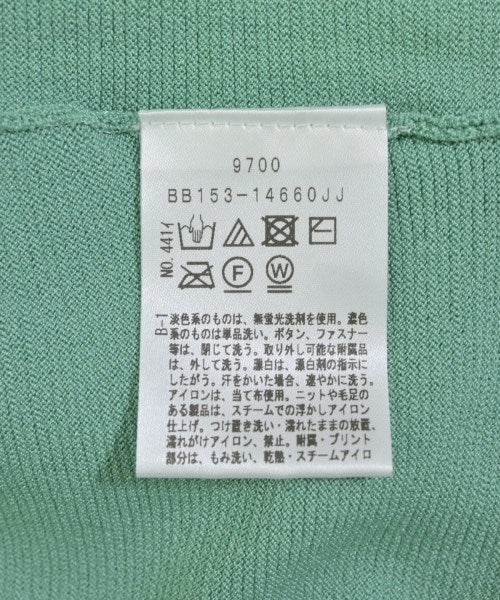 9700
BB153-14660JJ
NO.441イ
F
W
B-1
淡色系のものは、無蛍光洗剤を使用。濃色
系のものは単品洗い。ボタン、ファスナー
等は、閉じて洗う。取り外し可能な附属品
は、外して洗う。漂白は、漂白剤の指示に
したがう。汗をかいた場合、速やかに洗う。
アイロンは、当て布使用。ニットや毛足の
ある製品は、スチームでの浮かしアイロン
仕上げ。つけ置き洗い・濡れたままの放置、
濡れがけアイロン、禁止。附属・プリント
部分は、もみ洗い、乾熱・スチームアイロ